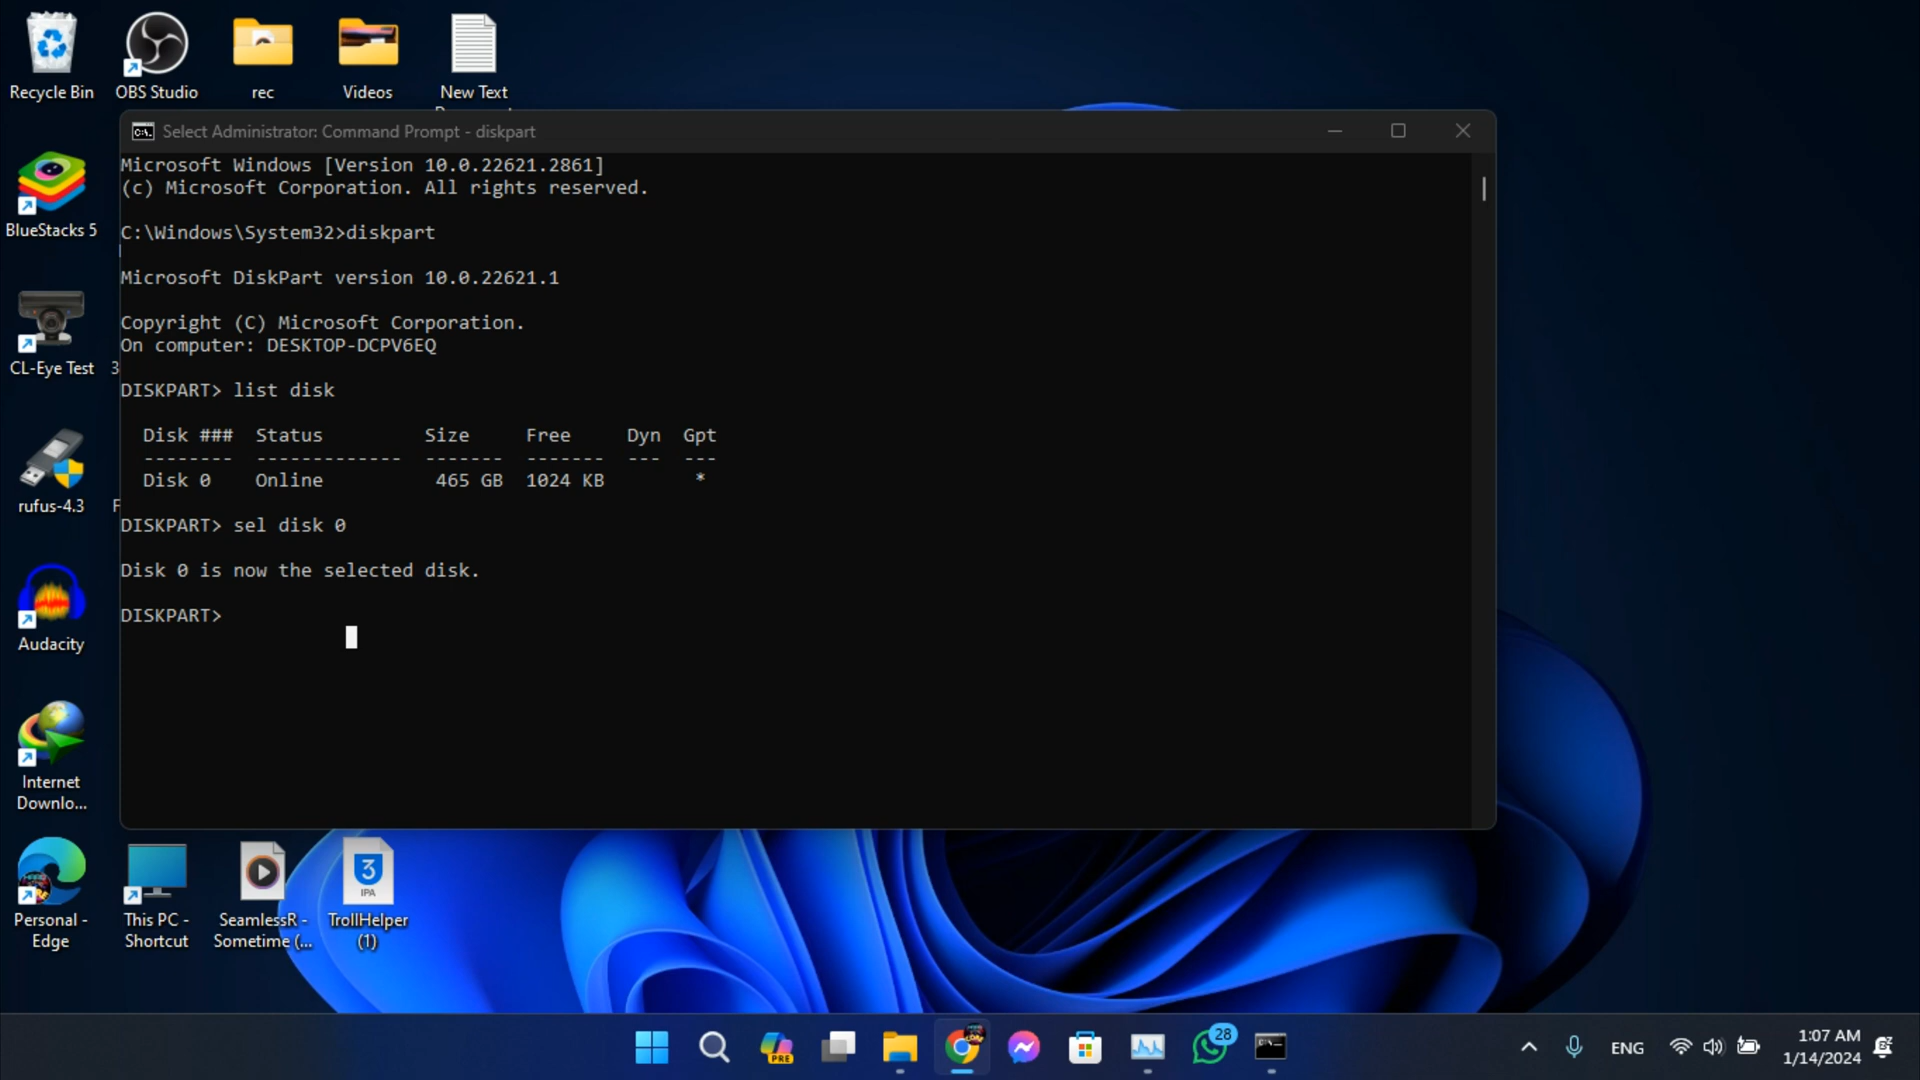 Recycle Bin
OBS Studio
rec
Videos
New Text
Select Administrator: Command Prompt - diskpart
Microsoft Windows [Version 10.0.22621.2861]
(c) Microsoft Corporation. All rights reserved.
C:\Windows\System32>diskpart
Microsoft DiskPart version 10.0.22621.1
Copyright (C) Microsoft Corporation.
On computer: DESKTOP-DCPV6EQ
DISKPART> list disk
Disk ### Status Size Free Dyn Gpt
-------- ------------- ------- ------- --- ---
Disk 0 Online 465 GB 1024 KB *
DISKPART> sel disk 0
Disk 0 is now the selected disk.
DISKPART>
BlueStacks 5
CL-Eye Test
3
rufus-4.3
F
Audacity
Internet
Downlo...
Personal -
Edge
This PC -
Shortcut
SeamlessR -
Sometime (...
3
IPA
TrollHelper
(1)
PRE
28
ENG
1:07 AM
1/14/2024